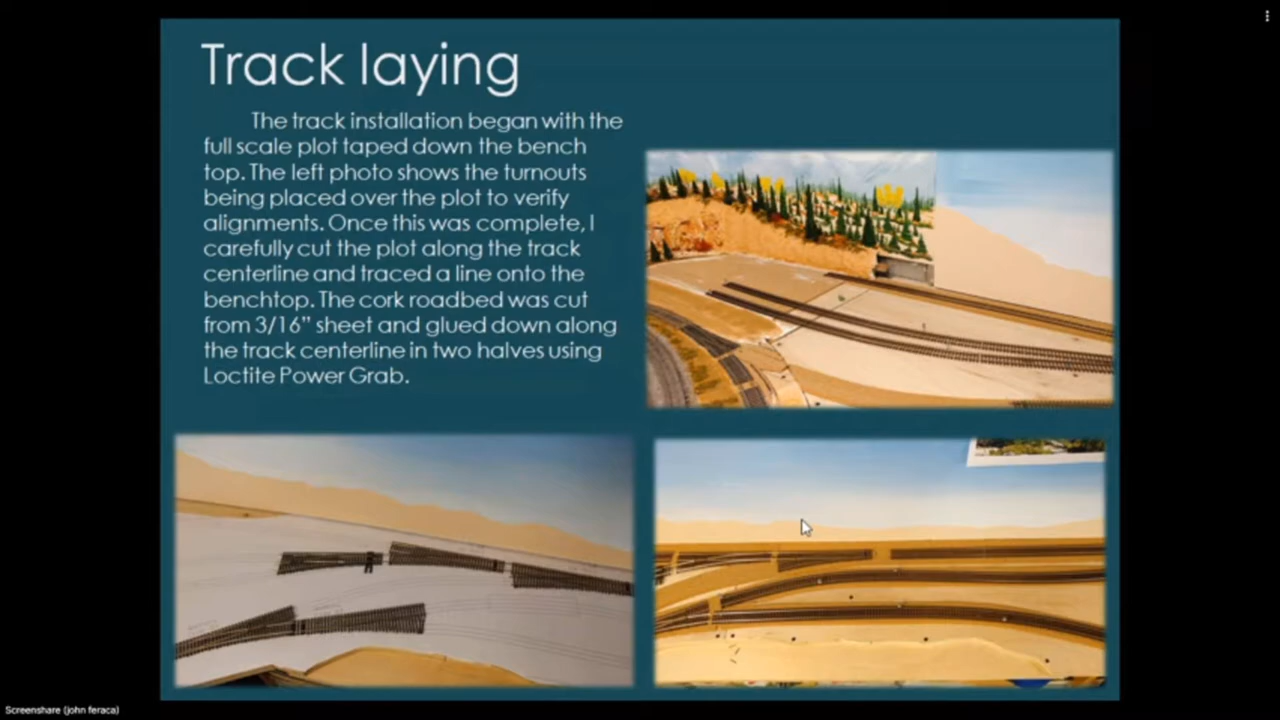 Track laying
The track installation began with the
full scale plot taped down the bench
top. The left photo shows the turnouts
being placed over the plot to verify
alignments. Once this was complete, I
carefully cut the plot along the track
centerline and traced a line onto the
benchtop. The cork roadbed was cut
from 3/16” sheet and glued down along
the track centerline in two halves using
Loctite Power Grab.
Screenshare (john feraca)